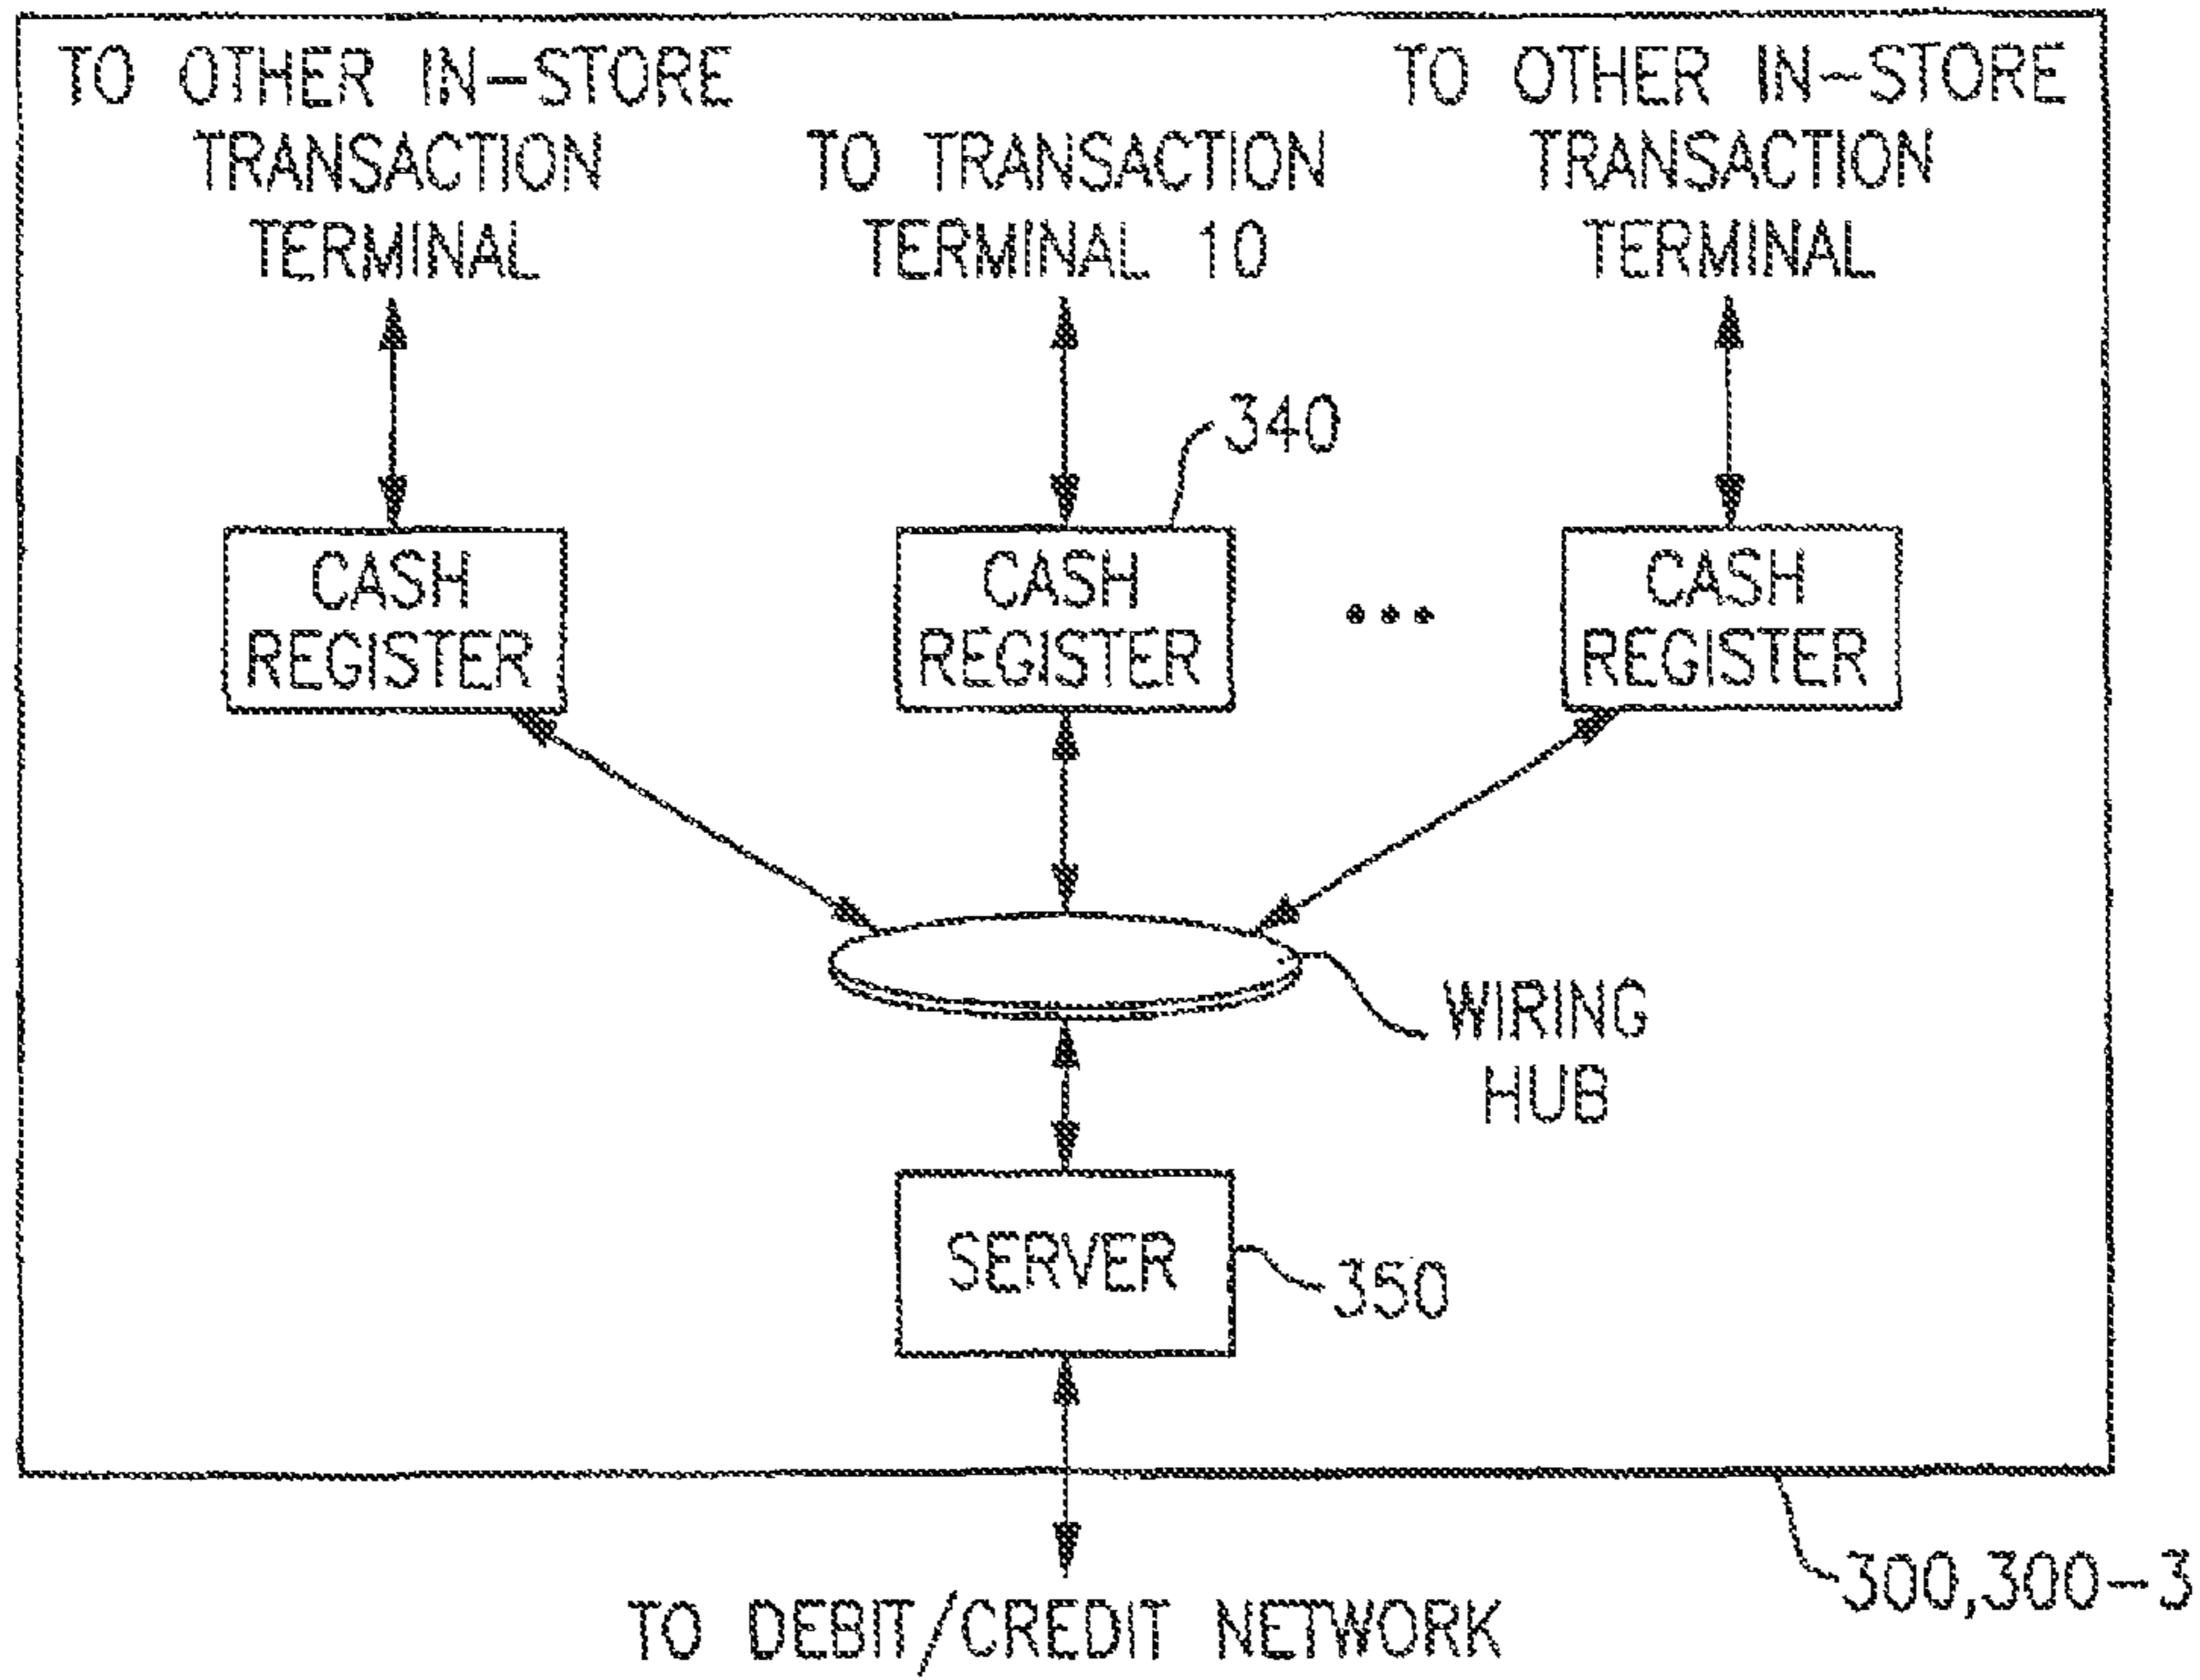 TO OTHER IN-STORE
TRANSACTION
TERMINAL
TO TRANSACTION
TERMINAL 10
TO OTHER IN-STORE
TRANSACTION
TERMINAL
340
CASH
REGISTER
CASH
REGISTER
CASH
REGISTER
WIRING
HUB
SERVER
350
300,300-3
TO DEBIT/CREDIT NETWORK